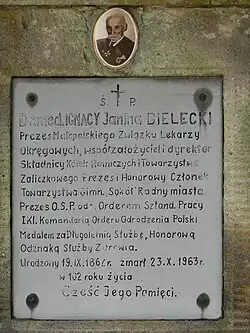 Ś. P.
Dr med. IGNACY Janina BIELECKI
Prezes Małopolskiego Związku Lekarzy
Okręgowych, współzałożyciel i dyrektor
Składnicy Kółek Rolniczych i Towarzystwa
Zaliczkowego Prezes i Honorowy Członek
Towarzystwa Gimn. Sokół Radny miasta
Prezes O.S.P. odz. Orderem Sztand. Pracy
I Kl. Komandorią Orderu Odrodzenia Polski
Medalem za Długoletnią Służbę, Honorową
Odznaką Służby Zdrowia.
Urodzony 19.IX.1862 r. zmarł 23.X.1963 r.
w 102 roku życia
Cześć Jego Pamięci.